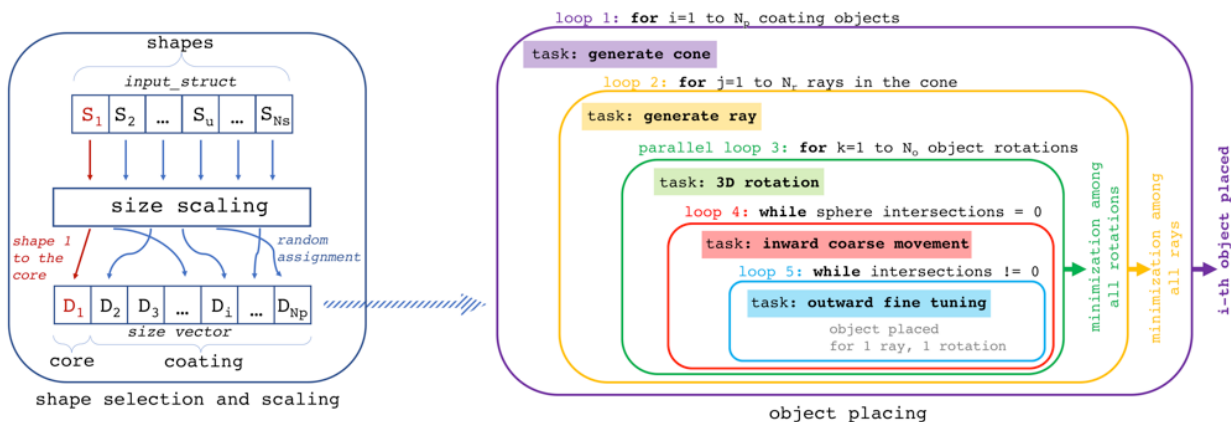 shapes
input_struct
S1 S2 ... Su ... SNs
size scaling
shape 1
to the
core
random
assignment
D1 D2 D3 ... Di ... DNp
size vector
core
coating
shape selection and scaling
loop 1: for i=1 to Np coating objects
task: generate cone
loop 2: for j=1 to Nr rays in the cone
task: generate ray
parallel loop 3: for k=1 to No object rotations
task: 3D rotation
loop 4: while sphere intersections = 0
task: inward coarse movement
loop 5: while intersections != 0
task: outward fine tuning
object placed
for 1 ray, 1 rotation
minimization among
all rotations
minimization among
all rays
i-th object placed
object placing